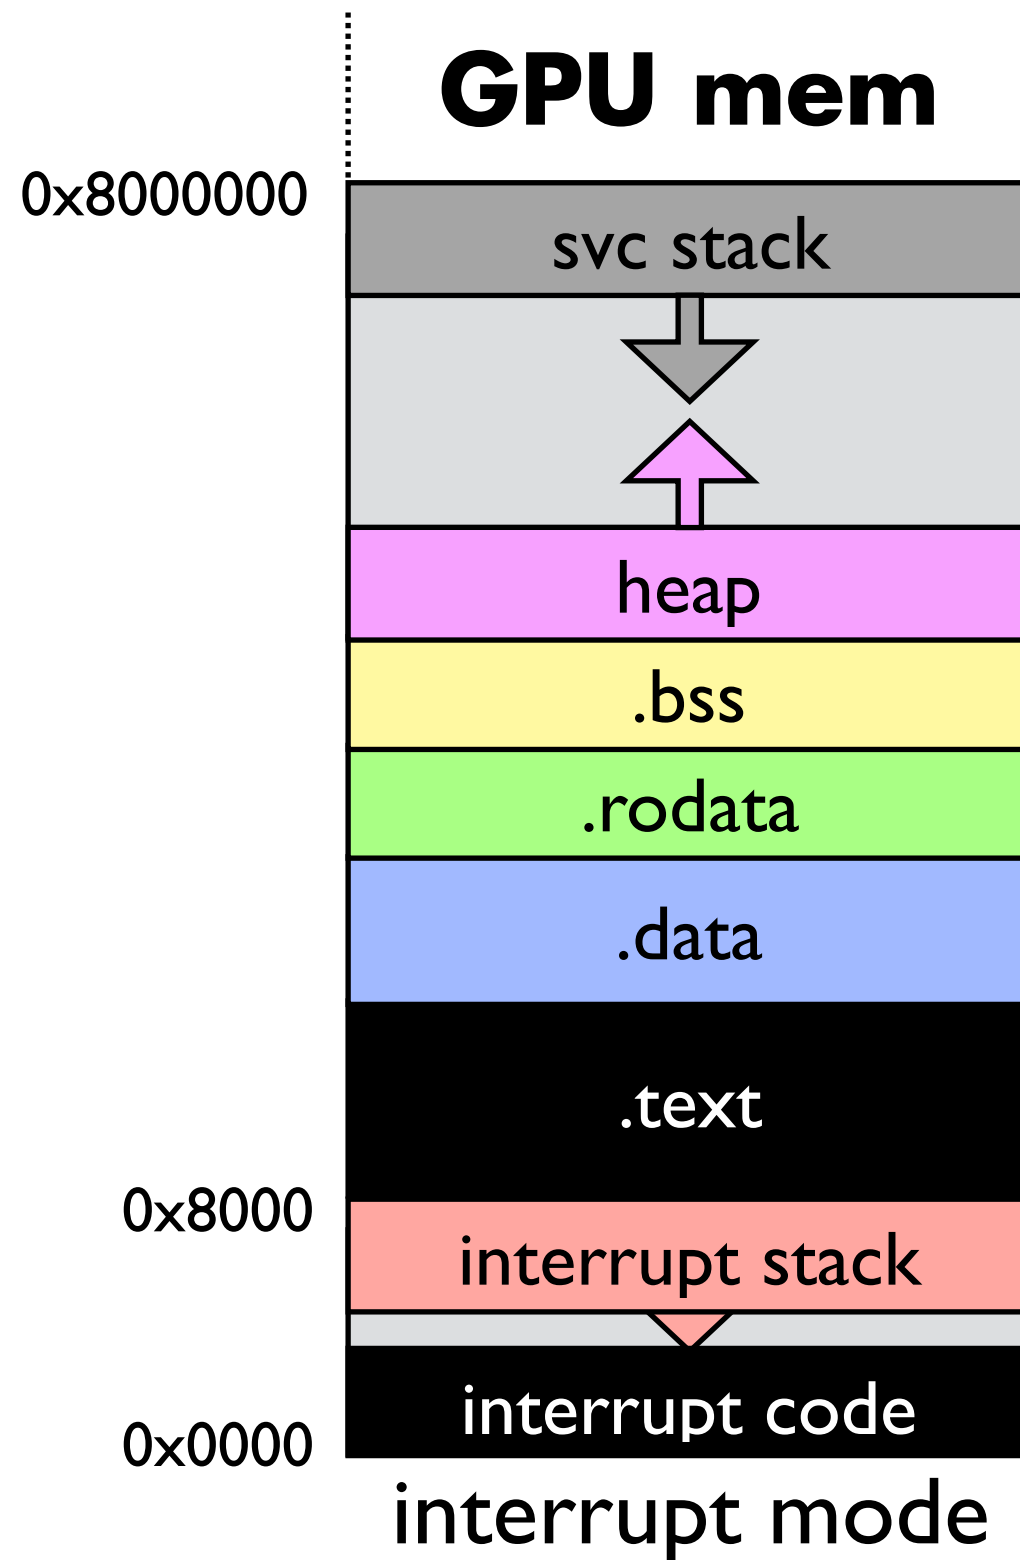 GPU mem
0x8000000
svc stack
heap
.bss
.rodata
.data
.text
0x8000
interrupt stack
interrupt code
0x0000
interrupt mode